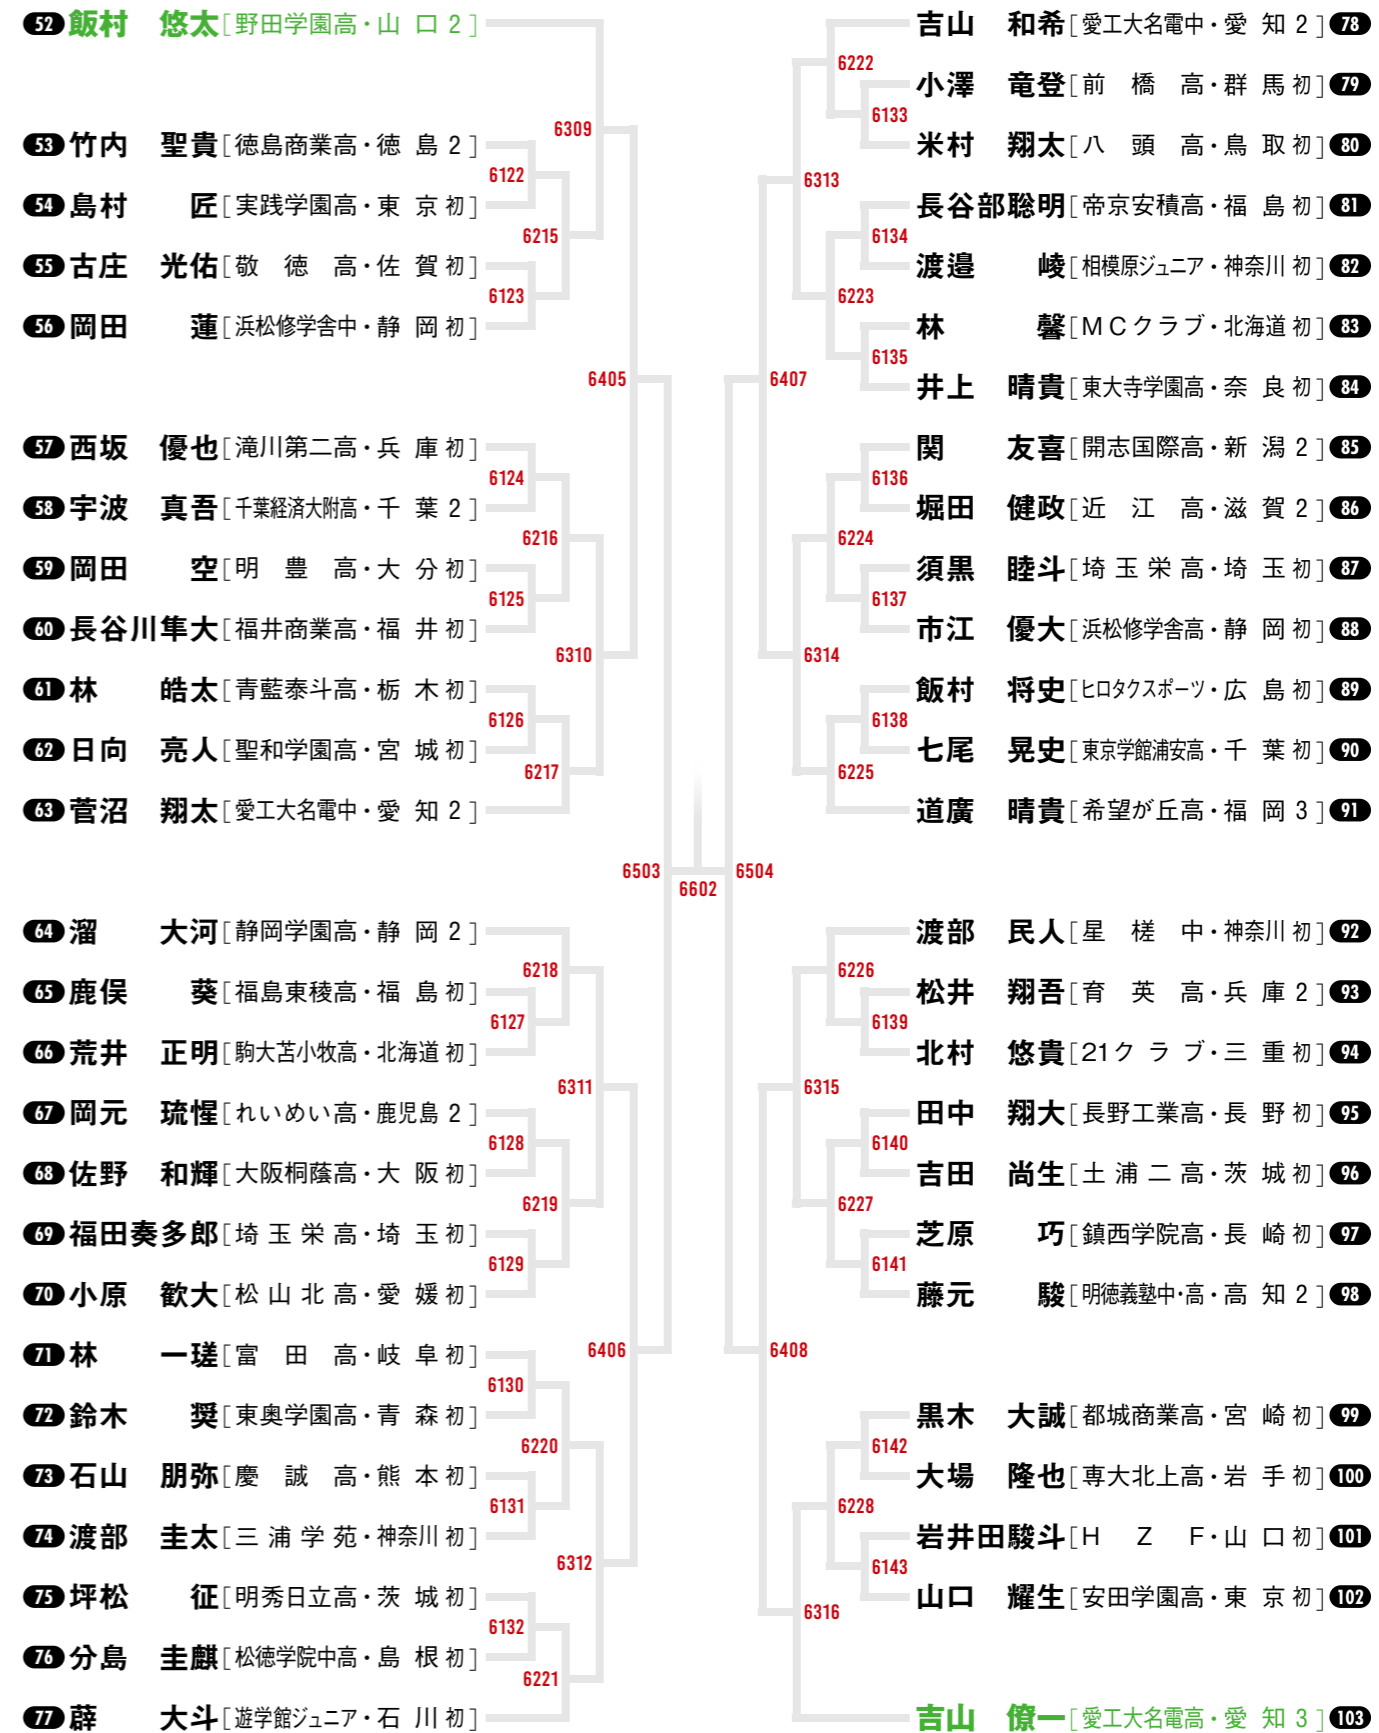 52 飯村 悠太[野田学園高・山口2]
53 竹内 聖貴[徳島商業高・徳島2]
54 島村 匠[実践学園高・東京初]
55 古庄 光佑[敬徳高・佐賀初]
56 岡田 蓮[浜松修学舎中・静岡初]
57 西坂 優也[滝川第二高・兵庫初]
58 宇波 真吾[千葉経済大附高・千葉2]
59 岡田 空[明豊高・大分初]
60 長谷川隼大[福井商業高・福井初]
61 林 皓太[青藍泰斗高・栃木初]
62 日向 亮人[聖和学園高・宮城初]
63 菅沼 翔太[愛工大名電中・愛知2]
64 溜 大河[静岡学園高・静岡2]
65 鹿俣 葵[福島東稜高・福島初]
66 荒井 正明[駒大苫小牧高・北海道初]
67 岡元 琉惺[れいめい高・鹿児島2]
68 佐野 和輝[大阪桐蔭高・大阪初]
69 福田奏多郎[埼玉栄高・埼玉初]
70 小原 歓大[松山北高・愛媛初]
71 林 一瑳[富田高・岐阜初]
72 鈴木 奨[東奥学園高・青森初]
73 石山 朋弥[慶誠高・熊本初]
74 渡部 圭太[三浦学苑・神奈川初]
75 坪松 征[明秀日立高・茨城初]
76 分島 圭麒[松徳学院中高・島根初]
77 薛 大斗[遊学館ジュニア・石川初]
6122
6123
6124
6125
6126
6127
6128
6129
6130
6131
6132
6215
6216
6217
6218
6219
6220
6221
6309
6310
6311
6312
6405
6406
6503
6602
6504
6407
6408
6313
6314
6315
6316
6222
6223
6224
6225
6226
6227
6228
6133
6134
6135
6136
6137
6138
6139
6140
6141
6142
6143
吉山 和希[愛工大名電中・愛知2]78
小澤 竜登[前橋高・群馬初]79
米村 翔太[八頭高・鳥取初]80
長谷部聡明[帝京安積高・福島初]81
渡邉 崚[相模原ジュニア・神奈川初]82
林 馨[MCクラブ・北海道初]83
井上 晴貴[東大寺学園高・奈良初]84
関 友喜[開志国際高・新潟2]85
堀田 健政[近江高・滋賀2]86
須黒 睦斗[埼玉栄高・埼玉初]87
市江 優大[浜松修学舎高・静岡初]88
飯村 将史[ヒロタクスポーツ・広島初]89
七尾 晃史[東京学館浦安高・千葉初]90
道廣 晴貴[希望が丘高・福岡3]91
渡部 民人[星槎中・神奈川初]92
松井 翔吾[育英高・兵庫2]93
北村 悠貴[21クラブ・三重初]94
田中 翔大[長野工業高・長野初]95
吉田 尚生[土浦二高・茨城初]96
芝原 巧[鎮西学院高・長崎初]97
藤元 駿[明徳義塾中・高・高知2]98
黒木 大誠[都城商業高・宮崎初]99
大場 隆也[専大北上高・岩手初]100
岩井田駿斗[HZF・山口初]101
山口 耀生[安田学園高・東京初]102
吉山 僚一[愛工大名電高・愛知3]103